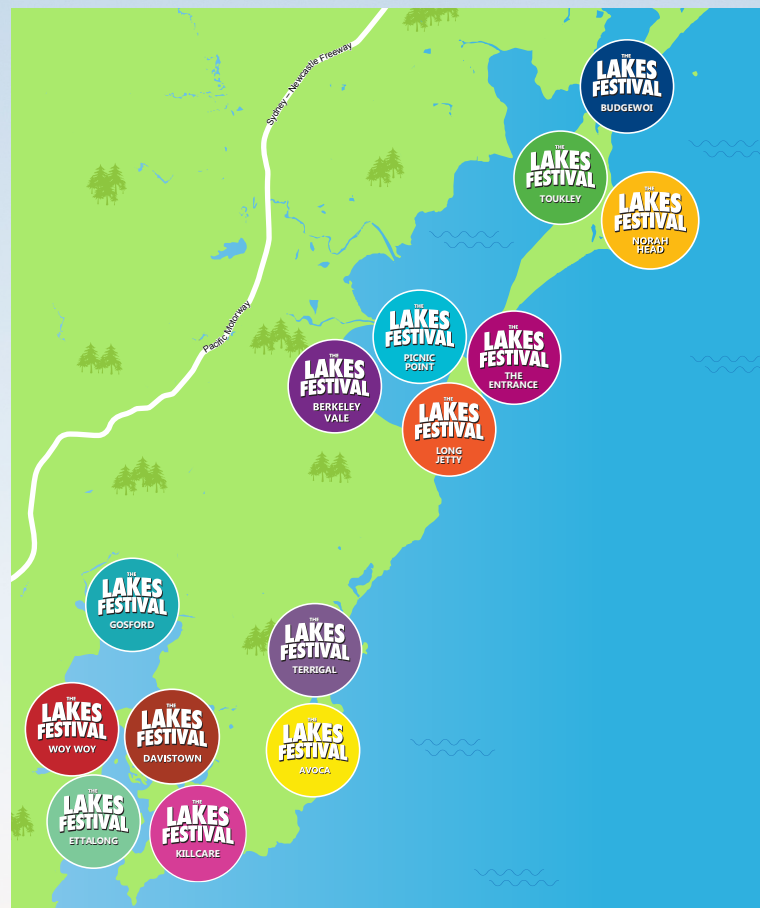 Sydney – Newcastle Freeway
THE
LAKES
FESTIVAL
BUDGEWOI
THE
LAKES
FESTIVAL
TOUKLEY
THE
LAKES
FESTIVAL
NORAH
HEAD
Pacific Motorway
THE
LAKES
FESTIVAL
PICNIC
POINT
THE
LAKES
FESTIVAL
THE
ENTRANCE
THE
LAKES
FESTIVAL
BERKELEY
VALE
THE
LAKES
FESTIVAL
LONG
JETTY
THE
LAKES
FESTIVAL
GOSFORD
THE
LAKES
FESTIVAL
TERRIGAL
THE
LAKES
FESTIVAL
WOY WOY
THE
LAKES
FESTIVAL
DAVISTOWN
THE
LAKES
FESTIVAL
AVOCA
THE
LAKES
FESTIVAL
ETTALONG
THE
LAKES
FESTIVAL
KILLCARE